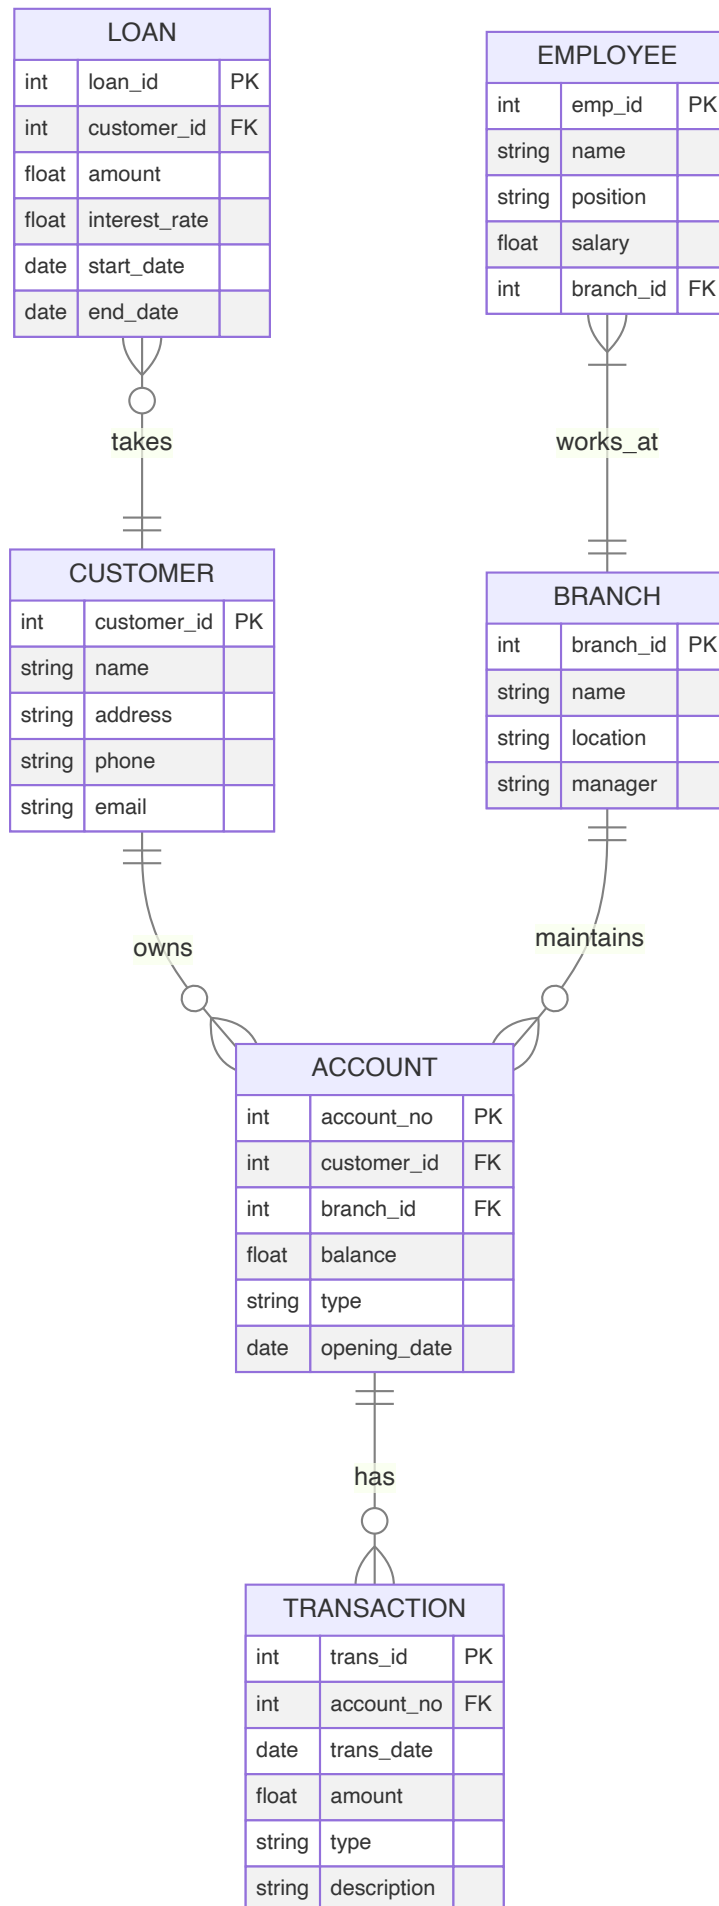 LOAN
int loan_id PK
int customer_id FK
float amount
float interest_rate
date start_date
date end_date
EMPLOYEE
int emp_id PK
string name
string position
float salary
int branch_id FK
takes
works_at
CUSTOMER
int customer_id PK
string name
string address
string phone
string email
BRANCH
int branch_id PK
string name
string location
string manager
owns
maintains
ACCOUNT
int account_no PK
int customer_id FK
int branch_id FK
float balance
string type
date opening_date
has
TRANSACTION
int trans_id PK
int account_no FK
date trans_date
float amount
string type
string description